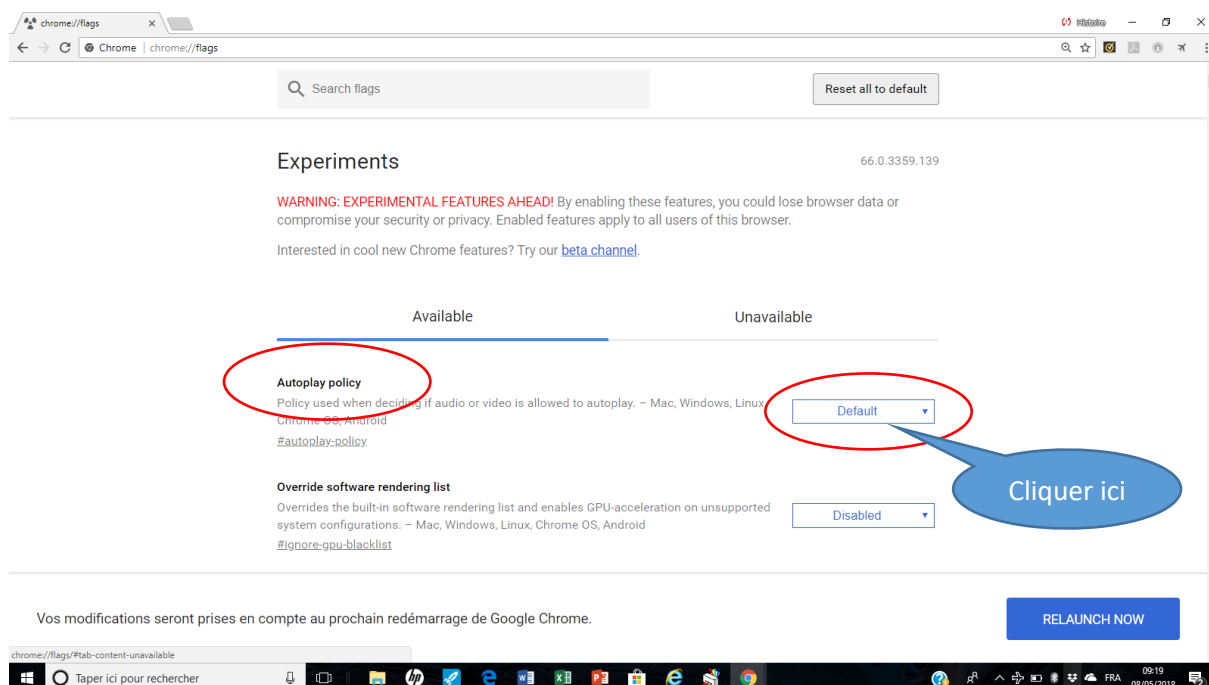 chrome://flags
Histoire
Chrome | chrome://flags
Search flags
Reset all to default
Experiments
66.0.3359.139
WARNING: EXPERIMENTAL FEATURES AHEAD! By enabling these features, you could lose browser data or
compromise your security or privacy. Enabled features apply to all users of this browser.
Interested in cool new Chrome features? Try our beta channel.
Available
Unavailable
Autoplay policy
Policy used when deciding if audio or video is allowed to autoplay. – Mac, Windows, Linux,
Chrome OS, Android
#autoplay-policy
Default
Cliquer ici
Override software rendering list
Overrides the built-in software rendering list and enables GPU-acceleration on unsupported
system configurations. – Mac, Windows, Linux, Chrome OS, Android
#ignore-gpu-blacklist
Disabled
Vos modifications seront prises en compte au prochain redémarrage de Google Chrome.
RELAUNCH NOW
chrome://flags/#tab-content-unavailable
Taper ici pour rechercher
FRA
09:19
08/05/2018